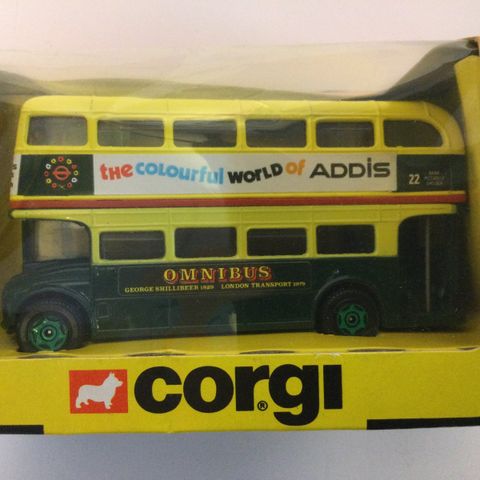 the colourful world of ADDIS
22
OMNIBUS
GEORGE SHILLIBEER 1829 LONDON TRANSPORT 1979
corgi